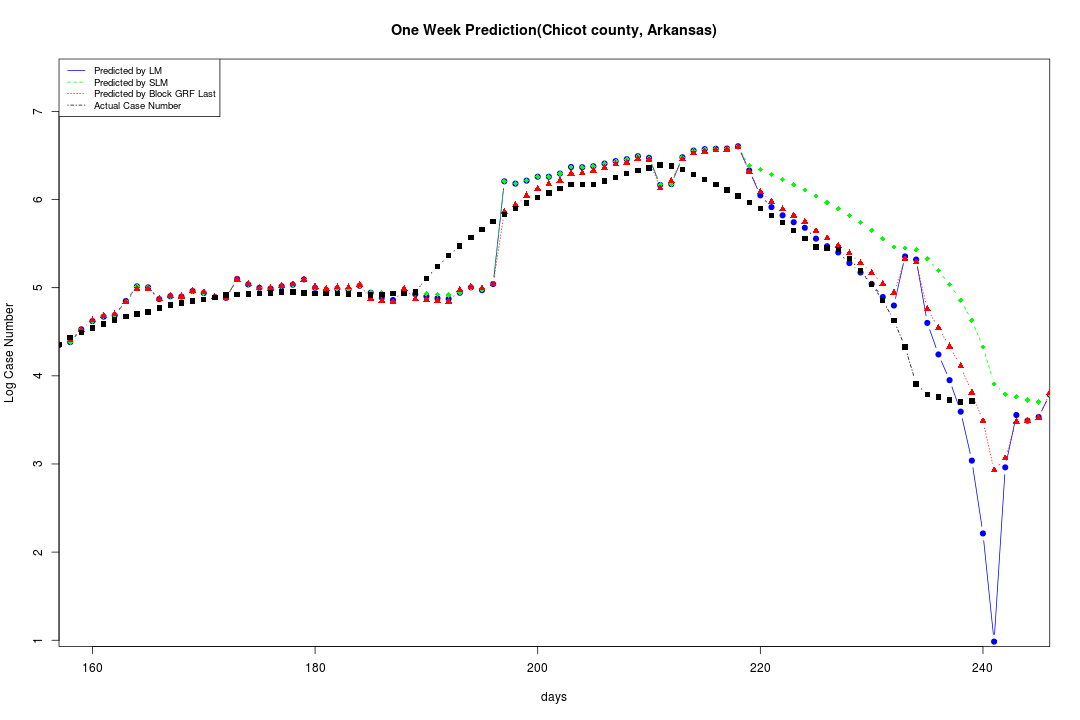 One Week Prediction(Chicot county, Arkansas)
Predicted by LM
Predicted by SLM
Predicted by Block GRF Last
Actual Case Number
7
6
5
4
3
2
1
Log Case Number
160 180 200 220 240
days